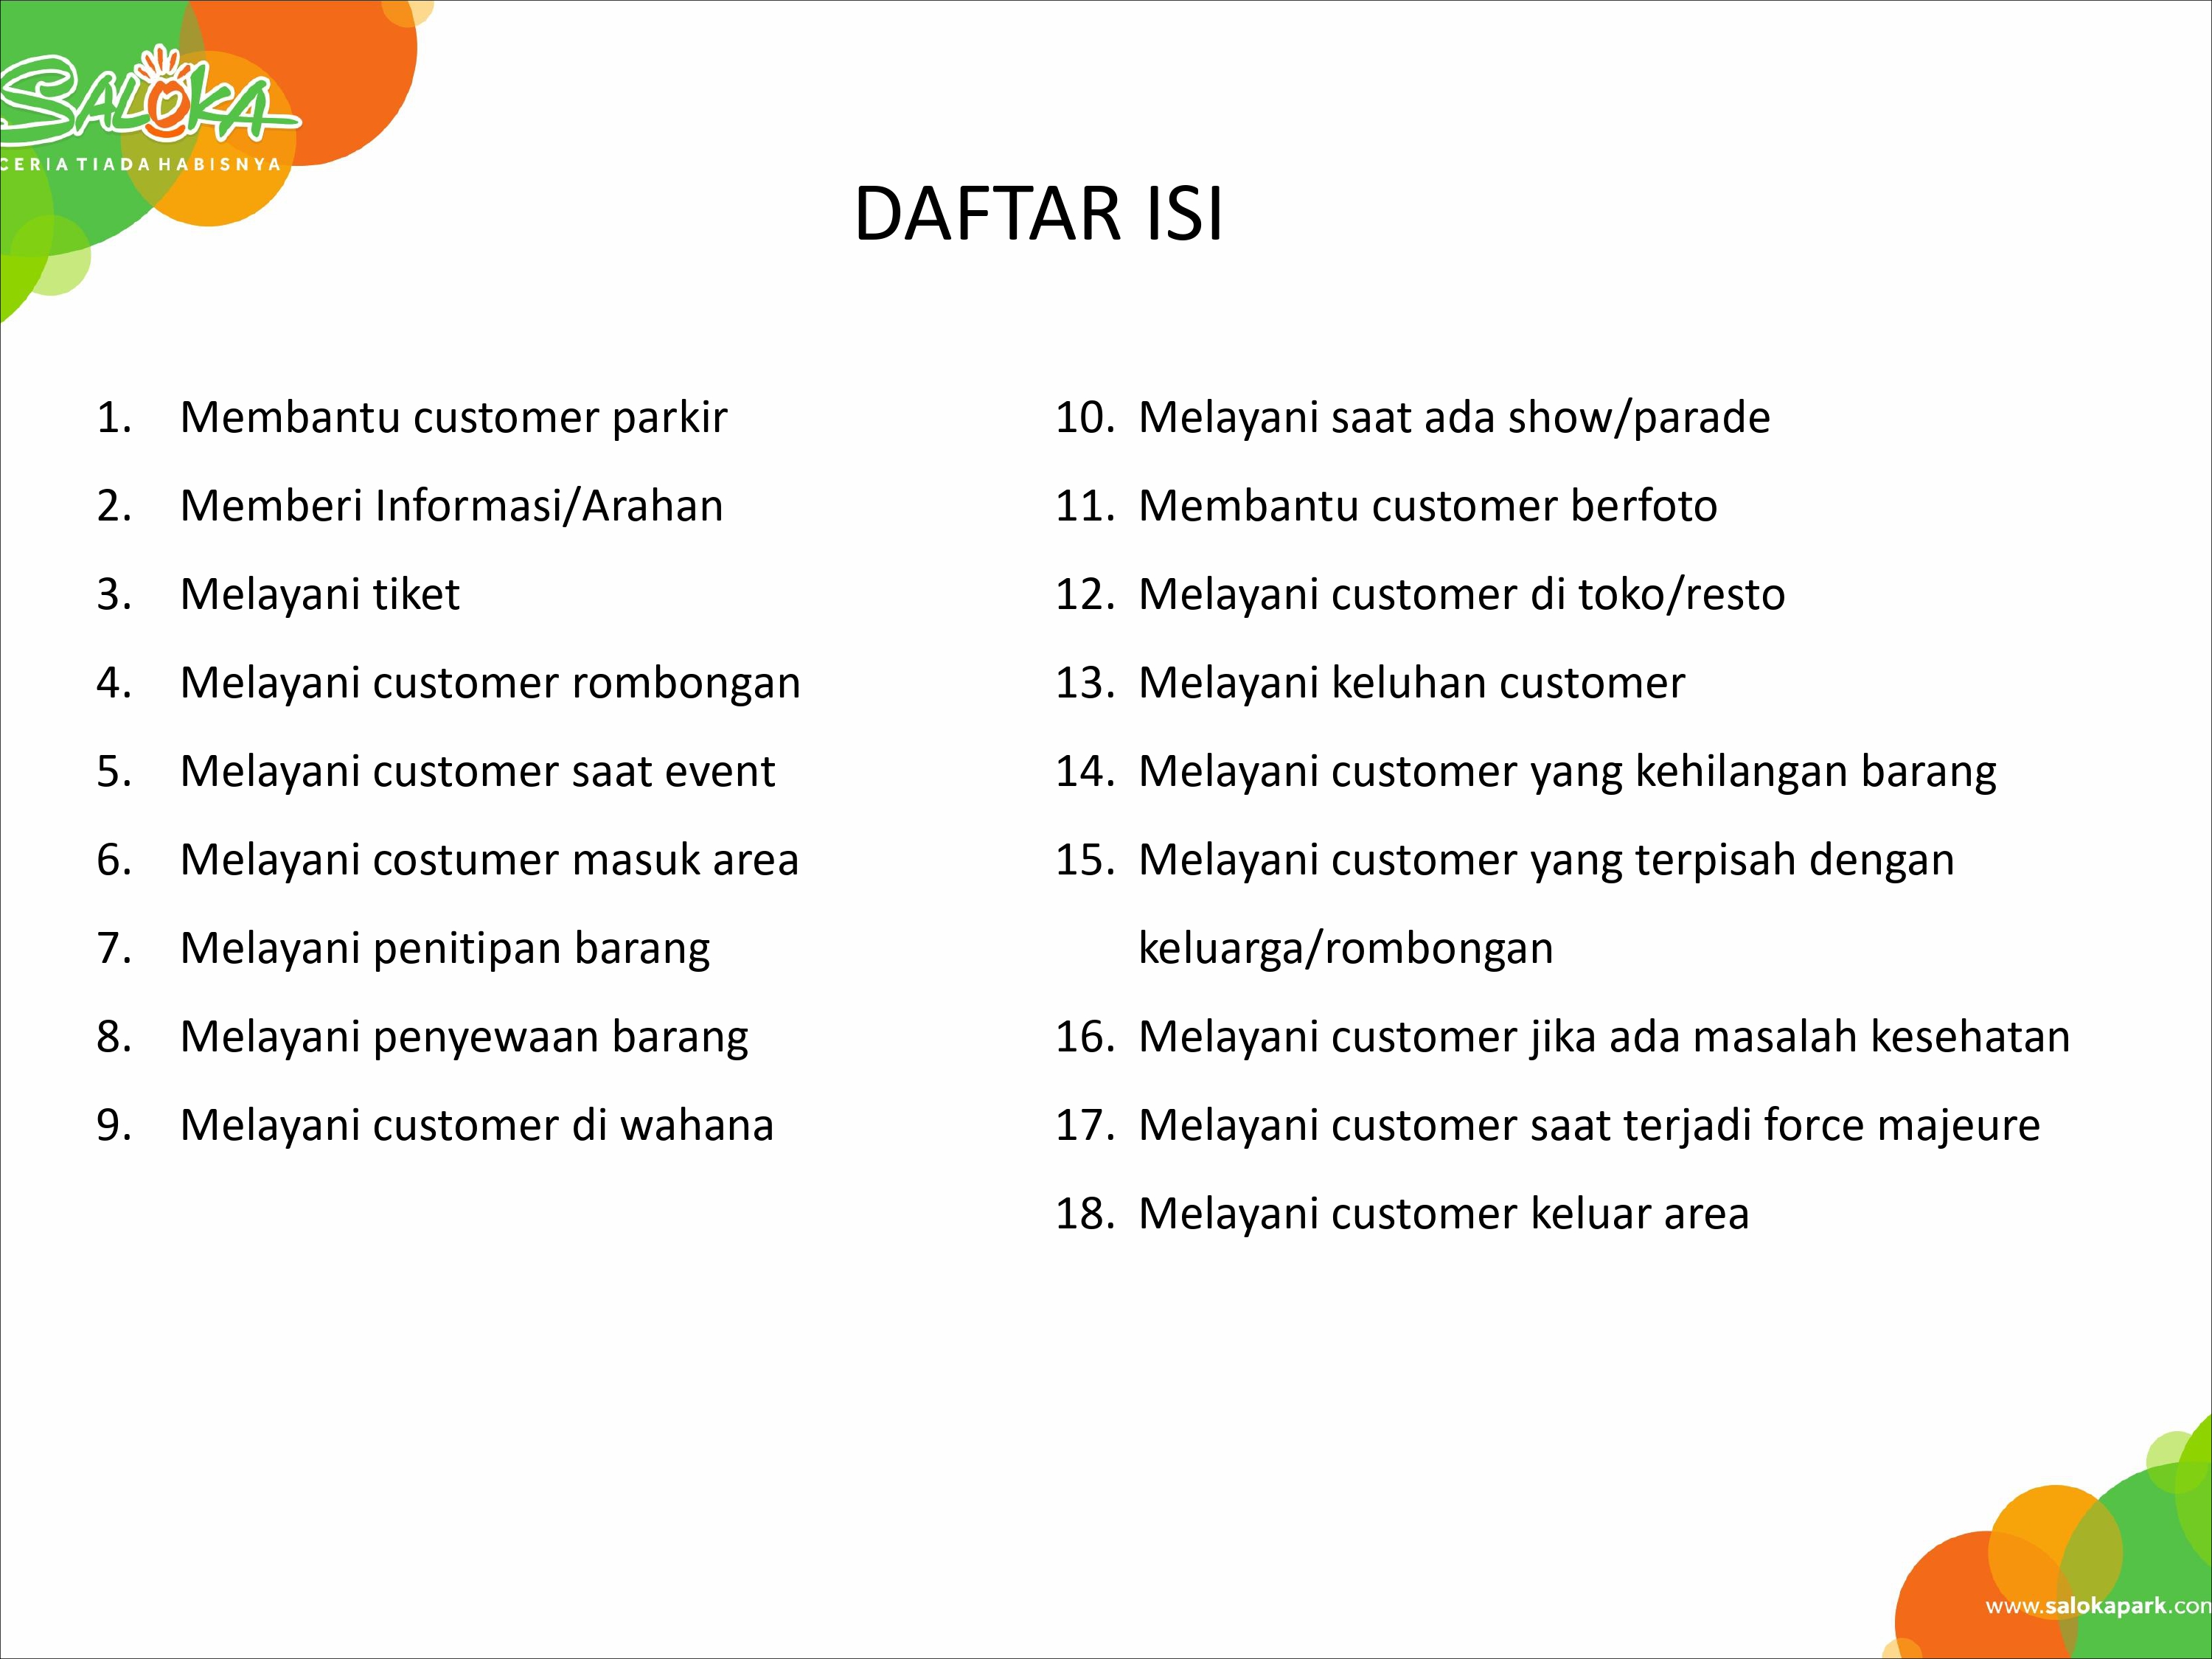 SALOKA
CERIA TIADA HABISNYA
DAFTAR ISI
1. Membantu customer parkir
2. Memberi Informasi/Arahan
3. Melayani tiket
4. Melayani customer rombongan
5. Melayani customer saat event
6. Melayani costumer masuk area
7. Melayani penitipan barang
8. Melayani penyewaan barang
9. Melayani customer di wahana
10. Melayani saat ada show/parade
11. Membantu customer berfoto
12. Melayani customer di toko/resto
13. Melayani keluhan customer
14. Melayani customer yang kehilangan barang
15. Melayani customer yang terpisah dengan
keluarga/rombongan
16. Melayani customer jika ada masalah kesehatan
17. Melayani customer saat terjadi force majeure
18. Melayani customer keluar area
www.salokapark.com